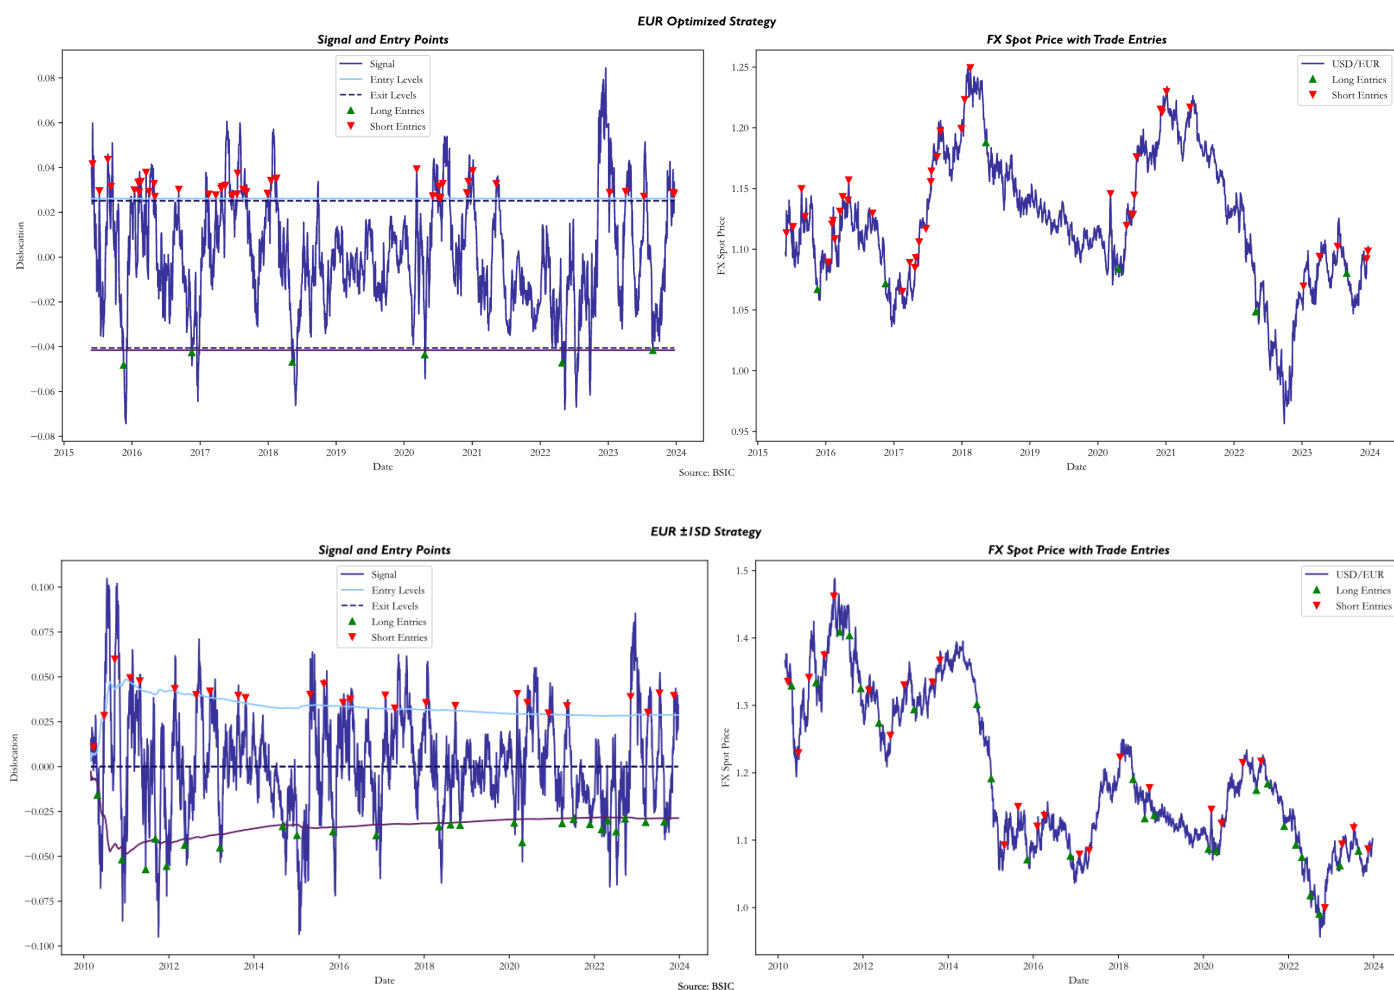 EUR Optimized Strategy
Signal and Entry Points
Signal
Entry Levels
Exit Levels
Long Entries
Short Entries
Dislocation
0.08
0.06
0.04
0.02
0.00
−0.02
−0.04
−0.06
−0.08
2015 2016 2017 2018 2019 2020 2021 2022 2023 2024
Date
FX Spot Price with Trade Entries
USD/EUR
Long Entries
Short Entries
FX Spot Price
1.25
1.20
1.15
1.10
1.05
1.00
0.95
2015 2016 2017 2018 2019 2020 2021 2022 2023 2024
Date
Source: BSIC
EUR ±1SD Strategy
Signal and Entry Points
Signal
Entry Levels
Exit Levels
Long Entries
Short Entries
Dislocation
0.100
0.075
0.050
0.025
0.000
−0.025
−0.050
−0.075
−0.100
2010 2012 2014 2016 2018 2020 2022 2024
Date
FX Spot Price with Trade Entries
USD/EUR
Long Entries
Short Entries
FX Spot Price
1.5
1.4
1.3
1.2
1.1
1.0
2010 2012 2014 2016 2018 2020 2022 2024
Date
Source: BSIC